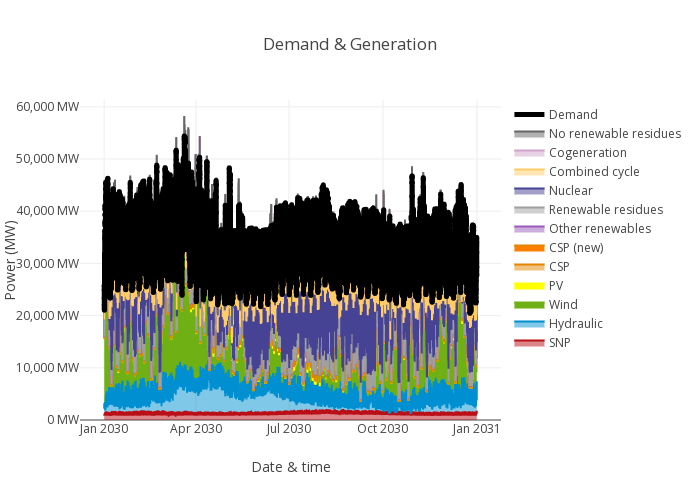 Demand & Generation
60,000 MW
50,000 MW
40,000 MW
30,000 MW
20,000 MW
10,000 MW
0 MW
Power (MW)
Jan 2030
Apr 2030
Jul 2030
Oct 2030
Jan 2031
Date & time
Demand
No renewable residues
Cogeneration
Combined cycle
Nuclear
Renewable residues
Other renewables
CSP (new)
CSP
PV
Wind
Hydraulic
SNP